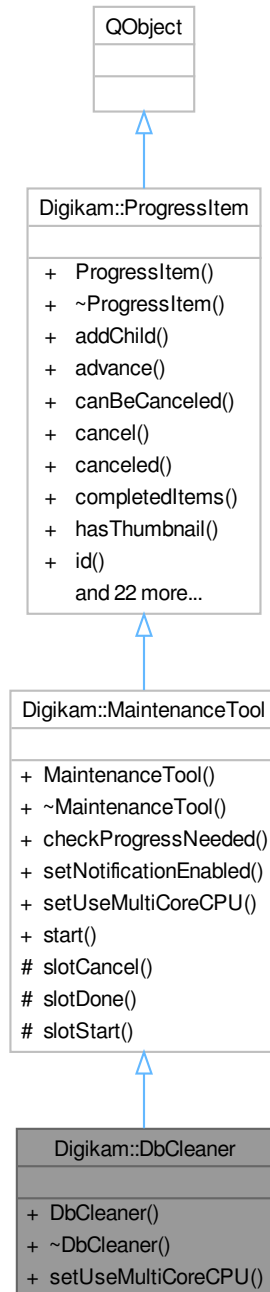 QObject
Digikam::ProgressItem
+ ProgressItem()
+ ~ProgressItem()
+ addChild()
+ advance()
+ canBeCanceled()
+ cancel()
+ canceled()
+ completedItems()
+ hasThumbnail()
+ id()
and 22 more...
Digikam::MaintenanceTool
+ MaintenanceTool()
+ ~MaintenanceTool()
+ checkProgressNeeded()
+ setNotificationEnabled()
+ setUseMultiCoreCPU()
+ start()
# slotCancel()
# slotDone()
# slotStart()
Digikam::DbCleaner
+ DbCleaner()
+ ~DbCleaner()
+ setUseMultiCoreCPU()